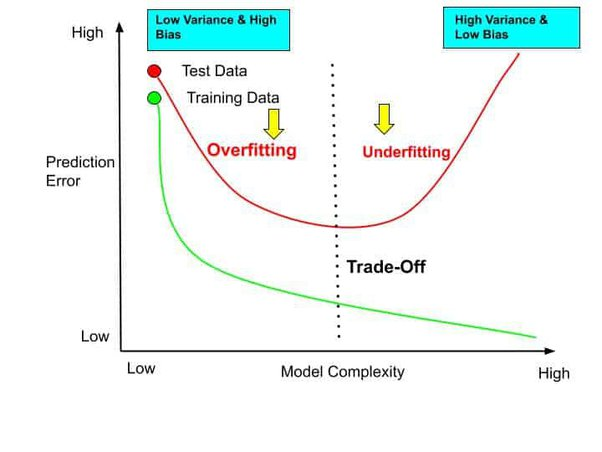 Low Variance & High
Bias
High Variance &
Low Bias
High
Test Data
Training Data
Overfitting
Underfitting
Prediction
Error
Trade-Off
Low
Low
Model Complexity
High